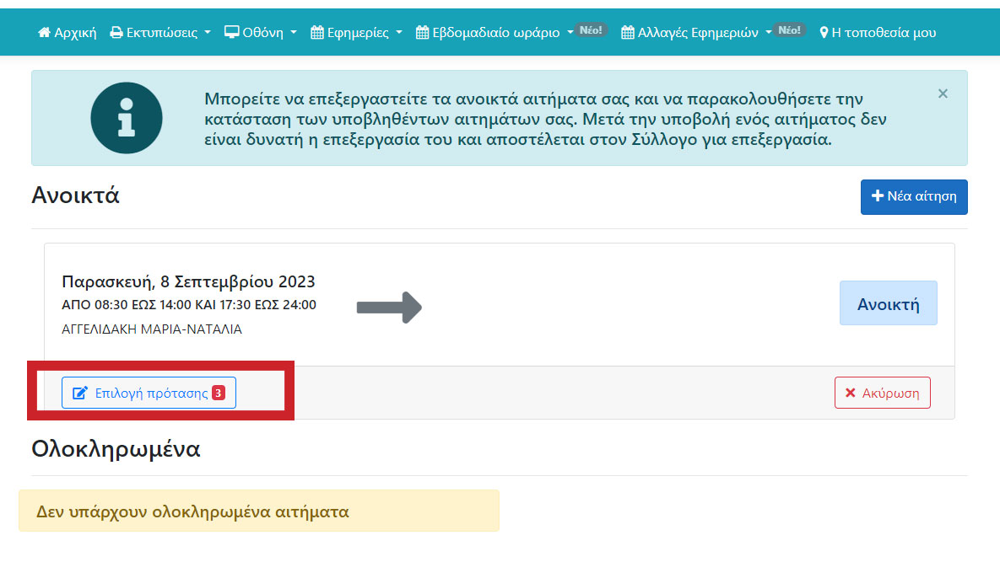 Αρχική Εκτυπώσεις Οθόνη Εφημερίες Εβδομαδιαίο ωράριο Νέο! Αλλαγές Εφημεριών Νέο! Η τοποθεσία μου
Μπορείτε να επεξεργαστείτε τα ανοικτά αιτήματα σας και να παρακολουθήσετε την
κατάσταση των υποβληθέντων αιτημάτων σας. Μετά την υποβολή ενός αιτήματος δεν
είναι δυνατή η επεξεργασία του και αποστέλεται στον Σύλλογο για επεξεργασία.
×
Ανοικτά
Νέα αίτηση
Παρασκευή, 8 Σεπτεμβρίου 2023
ΑΠΟ 08:30 ΕΩΣ 14:00 ΚΑΙ 17:30 ΕΩΣ 24:00
ΑΓΓΕΛΙΔΑΚΗ ΜΑΡΙΑ-ΝΑΤΑΛΙΑ
Ανοικτή
Επιλογή πρότασης 3
Ακύρωση
Ολοκληρωμένα
Δεν υπάρχουν ολοκληρωμένα αιτήματα